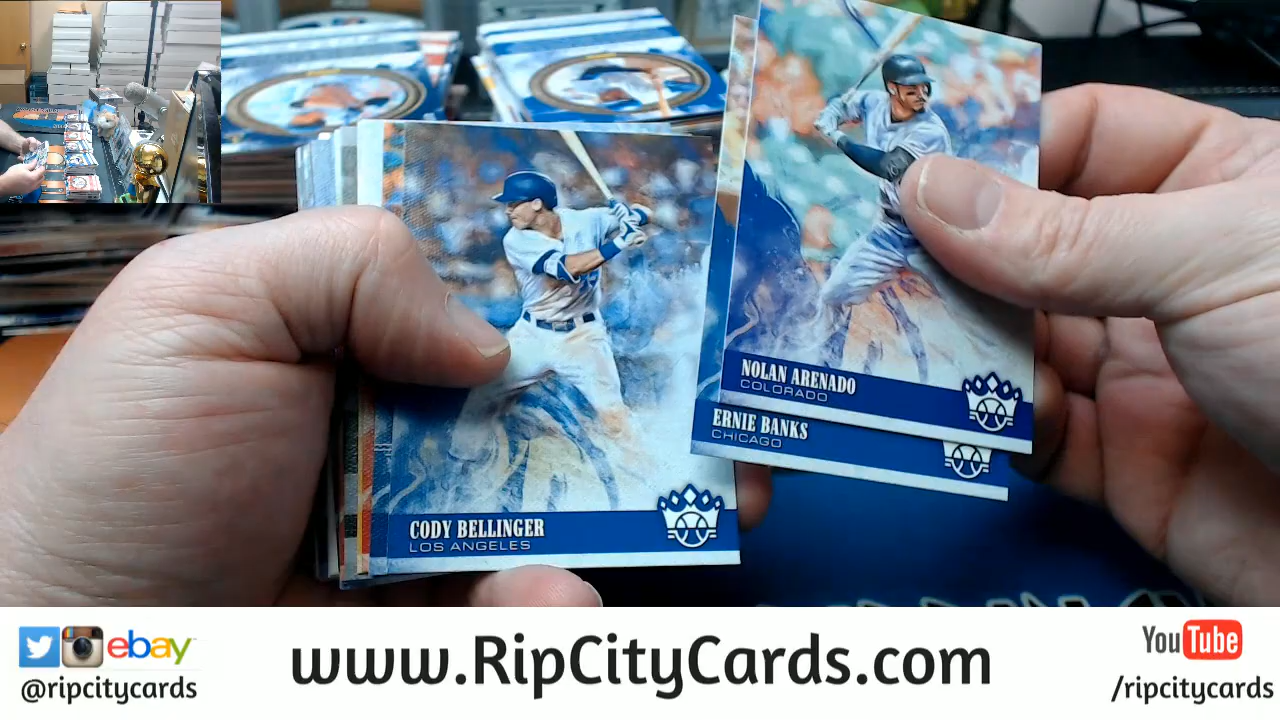 NOLAN ARENADO
COLORADO
ERNIE BANKS
CHICAGO
CODY BELLINGER
LOS ANGELES
ebay
@ripcitycards
www.RipCityCards.com
YouTube
/ripcitycards